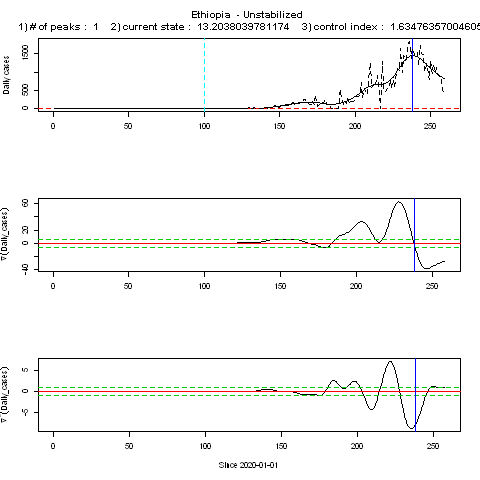 Ethiopia - Unstabilized
1) # of peaks : 1 2) current state : 13.2038039781174 3) control index : 1.6347635700460
Daily cases
0 500 1500
0 50 100 150 200 250
∇(Daily_cases)
-40 0 20 60
0 50 100 150 200 250
∇²(Daily_cases)
-5 0 5
0 50 100 150 200 250
Since 2020-01-01